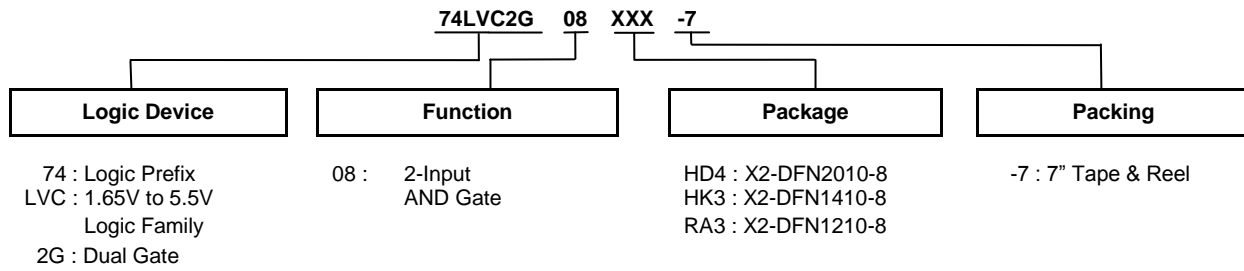 74LVC2G 08 XXX -7
Logic Device
Function
Package
Packing
74 : Logic Prefix
LVC : 1.65V to 5.5V
Logic Family
2G : Dual Gate
08 : 2-Input
AND Gate
HD4 : X2-DFN2010-8
HK3 : X2-DFN1410-8
RA3 : X2-DFN1210-8
-7 : 7” Tape & Reel